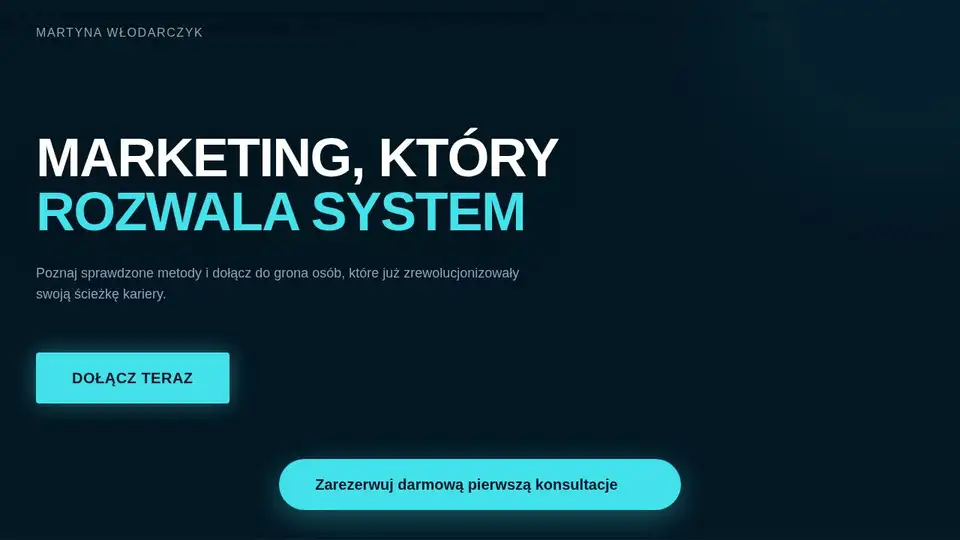 MARTYNA WŁODARCZYK
MARKETING, KTÓRY
ROZWALA SYSTEM
Poznaj sprawdzone metody i dołącz do grona osób, które już zrewolucjonizowały
swoją ścieżkę kariery.
DOŁĄCZ TERAZ
Zarezerwuj darmową pierwszą konsultacje